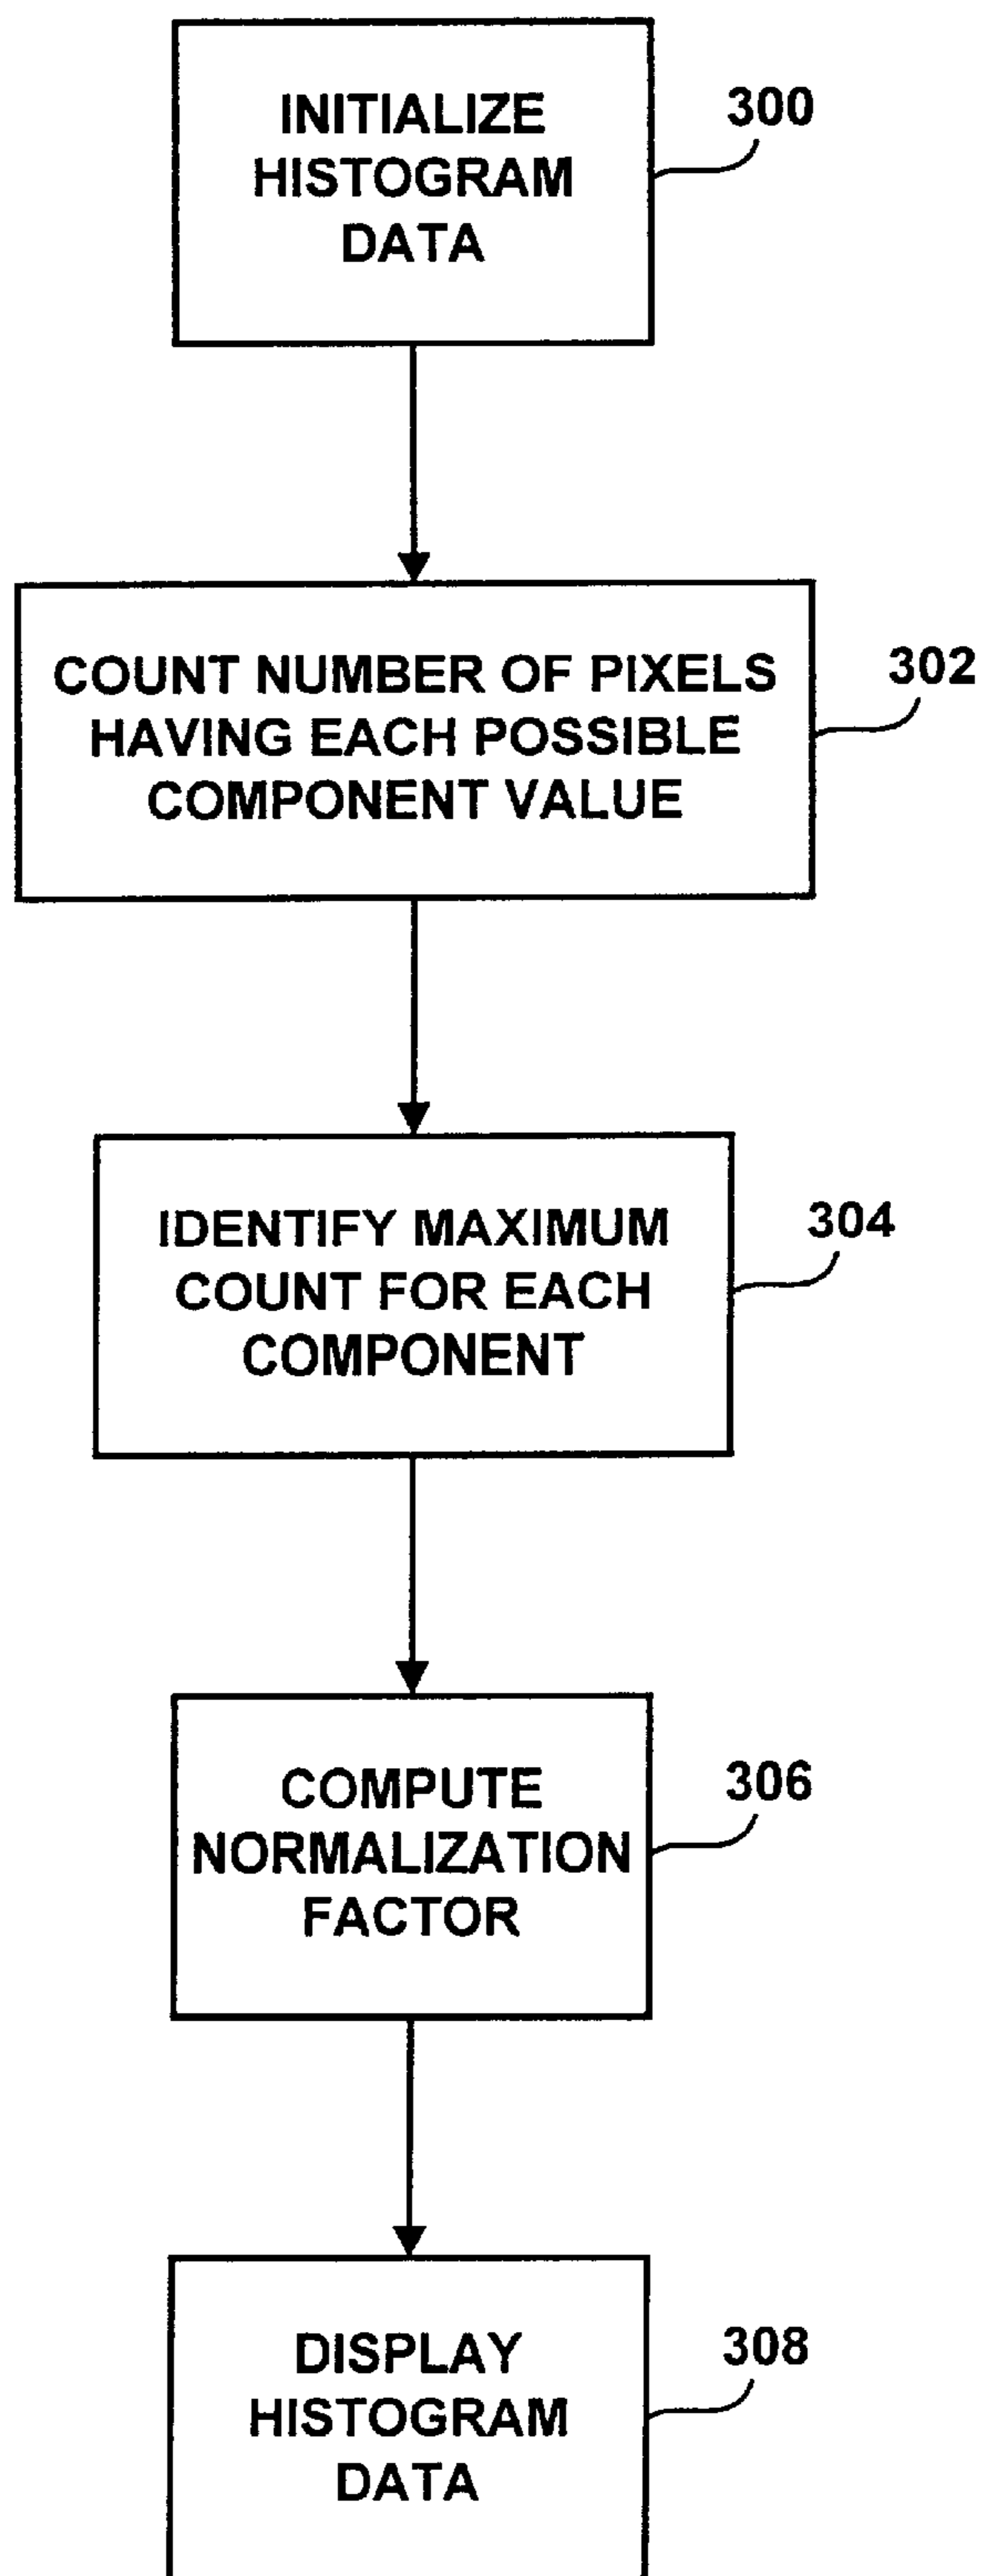 INITIALIZE
HISTOGRAM
DATA
300
COUNT NUMBER OF PIXELS
HAVING EACH POSSIBLE
COMPONENT VALUE
302
IDENTIFY MAXIMUM
COUNT FOR EACH
COMPONENT
304
COMPUTE
NORMALIZATION
FACTOR
306
DISPLAY
HISTOGRAM
DATA
308